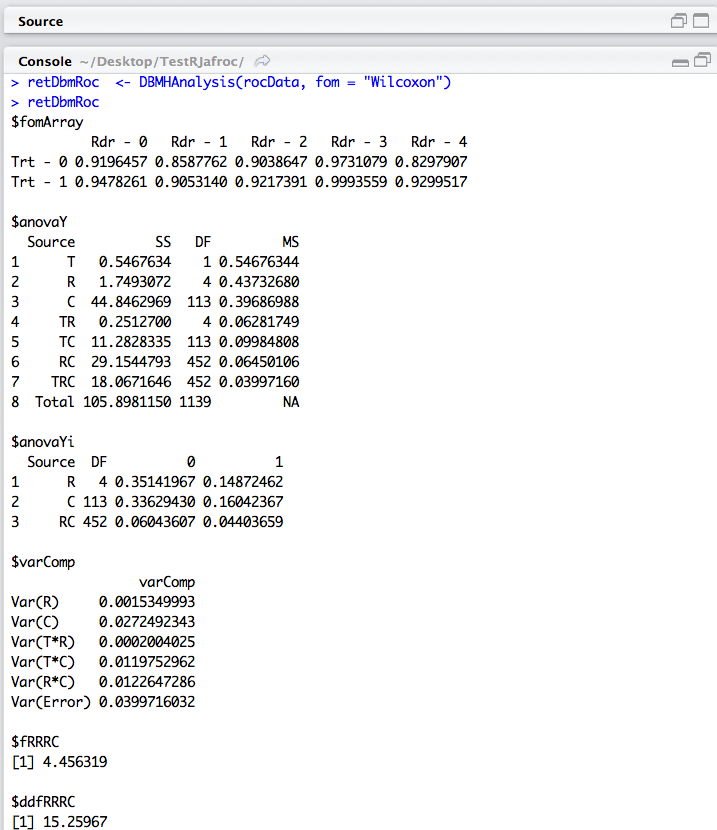 Source
Console ~/Desktop/TestRJafroc/
> retDbmRoc  <- DBMHAnalysis(rocData, fom = "Wilcoxon")
> retDbmRoc
$fomArray
          Rdr - 0   Rdr - 1   Rdr - 2   Rdr - 3   Rdr - 4
Trt - 0 0.9196457 0.8587762 0.9038647 0.9731079 0.8297907
Trt - 1 0.9478261 0.9053140 0.9217391 0.9993559 0.9299517
$anovaY
  Source          SS   DF         MS
1      T   0.5467634    1 0.54676344
2      R   1.7493072    4 0.43732680
3      C  44.8462969  113 0.39686988
4     TR   0.2512700    4 0.06281749
5     TC  11.2828335  113 0.09984808
6     RC  29.1544793  452 0.06450106
7    TRC  18.0671646  452 0.03997160
8  Total 105.8981150 1139         NA
$anovaYi
  Source  DF          0          1
1      R   4 0.35141967 0.14872462
2      C 113 0.33629430 0.16042367
3     RC 452 0.06043607 0.04403659
$varComp
                varComp
Var(R)     0.0015349993
Var(C)     0.0272492343
Var(T*R)   0.0002004025
Var(T*C)   0.0119752962
Var(R*C)   0.0122647286
Var(Error) 0.0399716032
$fRRRC
[1] 4.456319
$ddfRRRC
[1] 15.25967